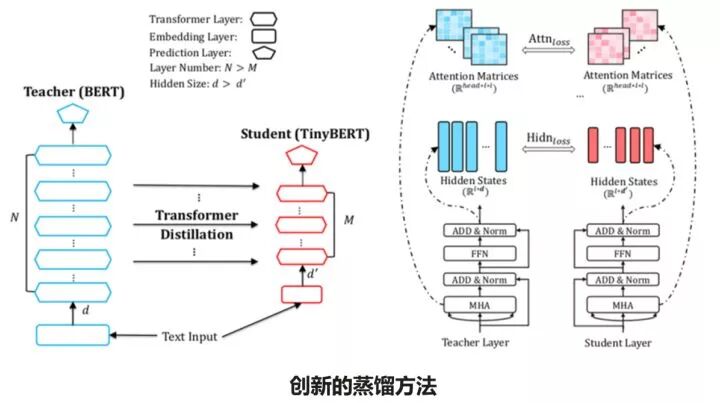 Transformer Layer:
Embedding Layer:
Prediction Layer:
Layer Number: N > M
Hidden Size: d > d′
Teacher (BERT)
Student (TinyBERT)
N
⋮
⋮
⋮
⋮
Transformer
Distillation
⋮
⋮
⋮
⋮
M
d
d′
Text Input
Attn_loss
Attention Matrices
(ℝ^head∗l∗l)
Attention Matrices
(ℝ^head∗l∗l)
...
...
Hidn_loss
Hidden States
(ℝ^l∗d)
Hidden States
(ℝ^l∗d′)
ADD & Norm
FFN
ADD & Norm
MHA
Teacher Layer
ADD & Norm
FFN
ADD & Norm
MHA
Student Layer
创新的蒸馏方法